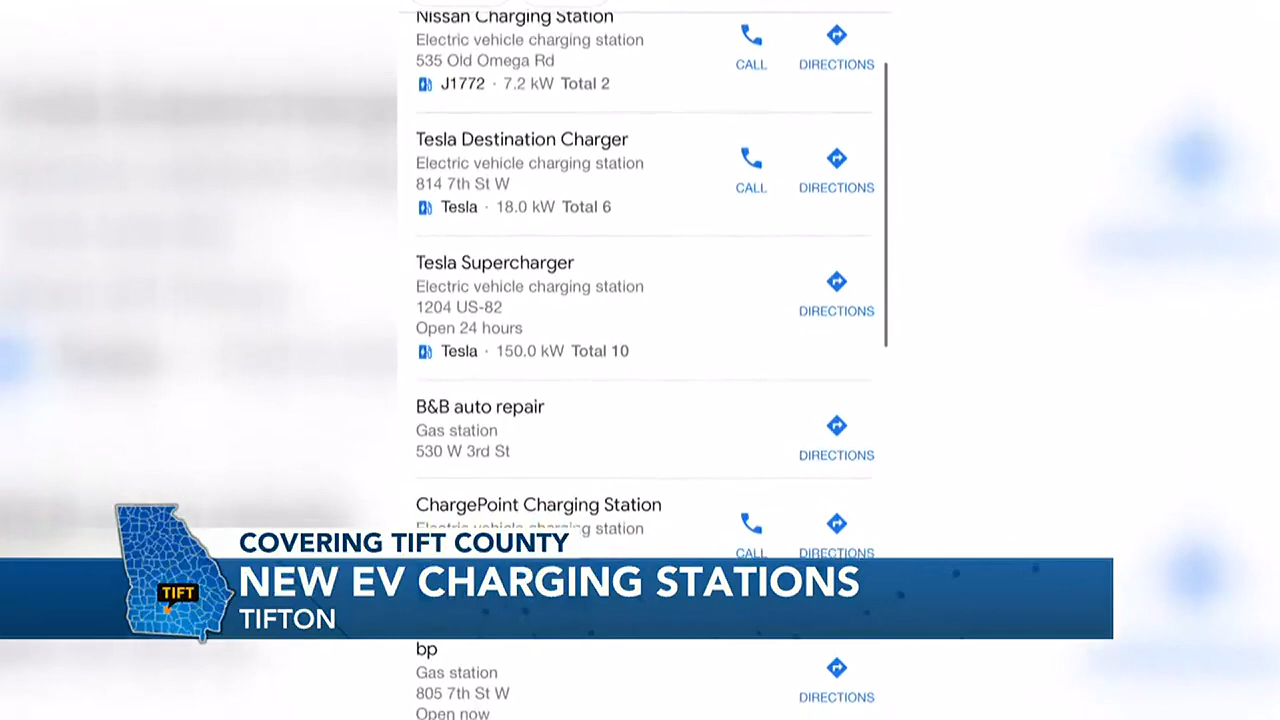 Nissan Charging Station
Electric vehicle charging station
535 Old Omega Rd
J1772 · 7.2 kW Total 2
CALL
DIRECTIONS
Tesla Destination Charger
Electric vehicle charging station
814 7th St W
Tesla · 18.0 kW Total 6
CALL
DIRECTIONS
Tesla Supercharger
Electric vehicle charging station
1204 US-82
Open 24 hours
Tesla · 150.0 kW Total 10
DIRECTIONS
B&B auto repair
Gas station
530 W 3rd St
DIRECTIONS
ChargePoint Charging Station
Electric vehicle charging station
CALL
DIRECTIONS
COVERING TIFT COUNTY
TIFT
NEW EV CHARGING STATIONS
TIFTON
bp
Gas station
805 7th St W
Open now
DIRECTIONS